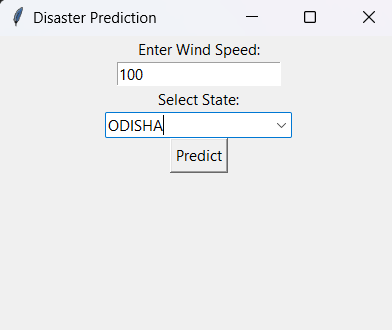 Disaster Prediction
Enter Wind Speed:
100
Select State:
ODISHA
Predict